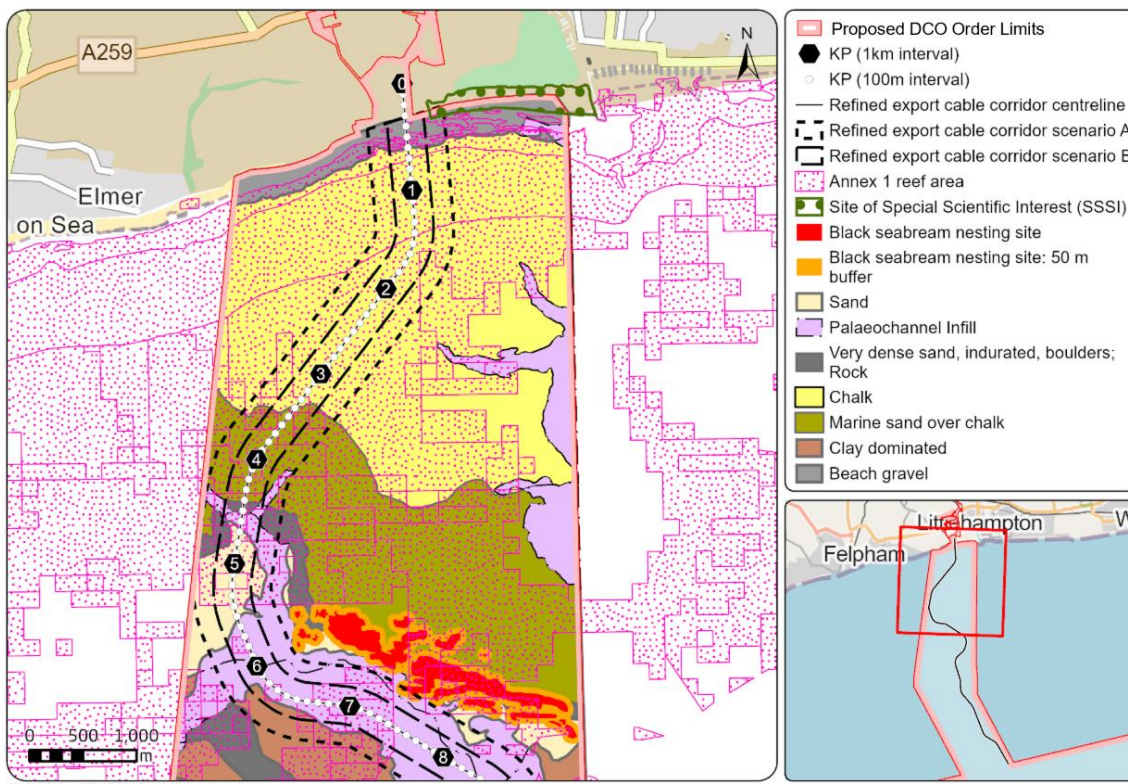 A259
N
0
Elmer
on Sea
1
2
3
4
5
6
7
8
0 500 1,000
m
Proposed DCO Order Limits
KP (1km interval)
KP (100m interval)
Refined export cable corridor centreline
Refined export cable corridor scenario A
Refined export cable corridor scenario B
Annex 1 reef area
Site of Special Scientific Interest (SSSI)
Black seabream nesting site
Black seabream nesting site: 50 m
buffer
Sand
Palaeochannel Infill
Very dense sand, indurated, boulders;
Rock
Chalk
Marine sand over chalk
Clay dominated
Beach gravel
Littlehampton
W
Felpham